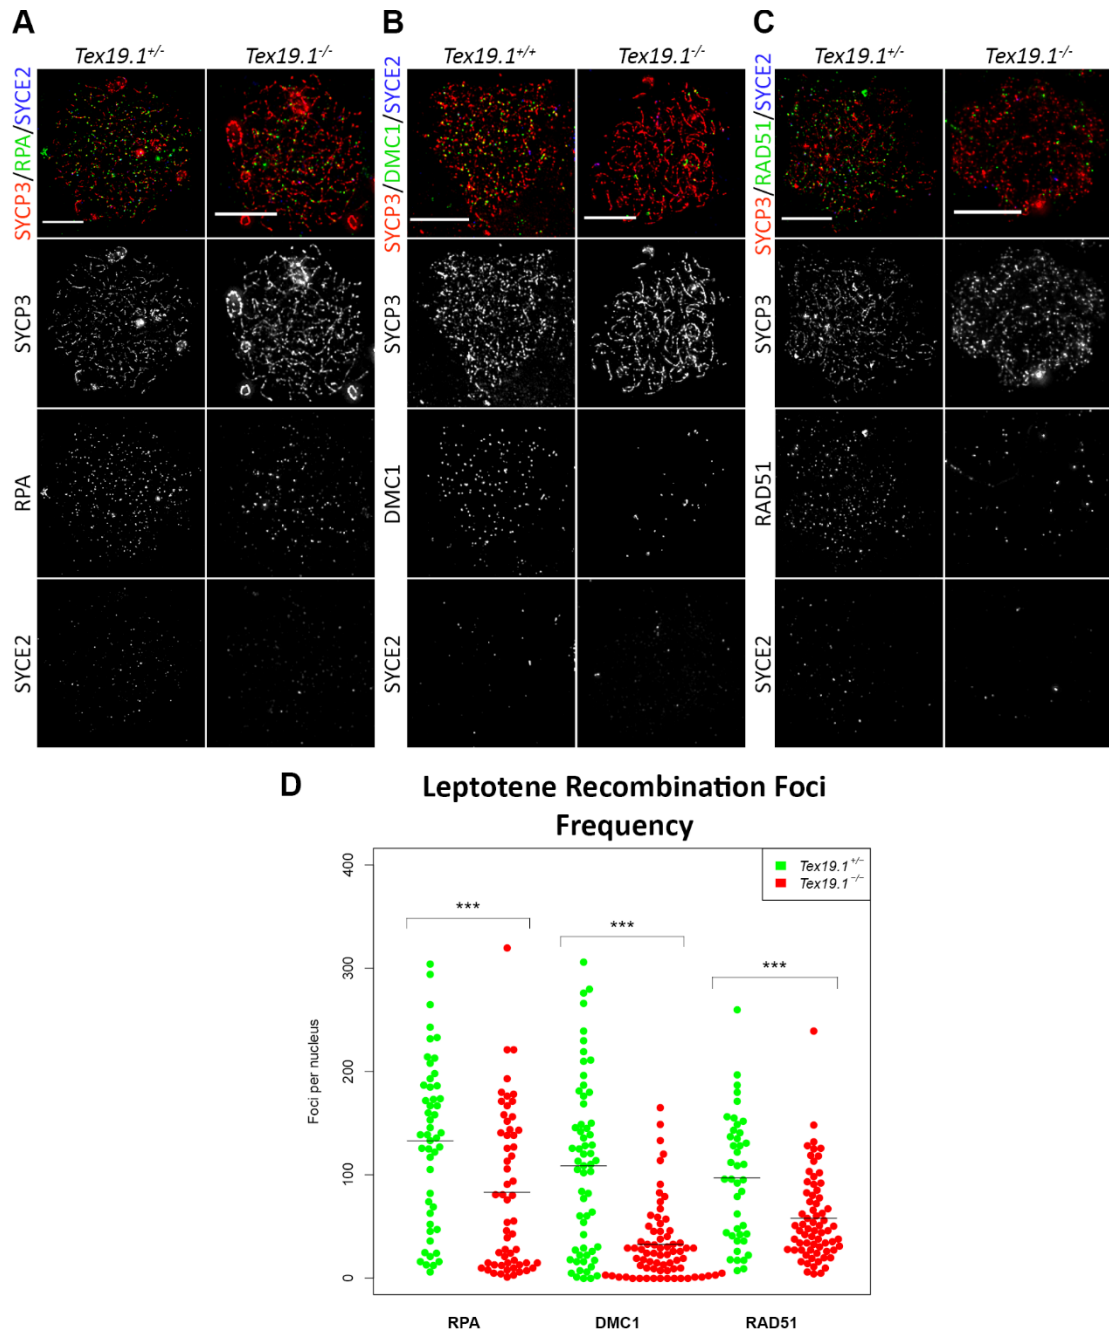 A
B
C
Tex19.1+/-
Tex19.1-/-
Tex19.1+/+
Tex19.1-/-
Tex19.1+/-
Tex19.1-/-
SYCP3/RPA/SYCE2
SYCP3/DMC1/SYCE2
SYCP3/RAD51/SYCE2
SYCP3
SYCP3
SYCP3
RPA
DMC1
RAD51
SYCE2
SYCE2
SYCE2
D
Leptotene Recombination Foci
Frequency
Tex19.1+/-
Tex19.1-/-
***
***
***
Foci per nucleus
400
300
200
100
0
RPA
DMC1
RAD51